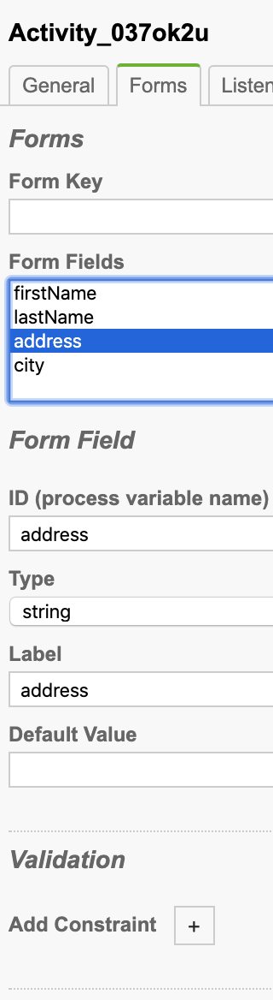 Activity_037ok2u
General Forms Listen
Forms
Form Key
Form Fields
firstName
lastName
address
city
Form Field
ID (process variable name)
address
Type
string
Label
address
Default Value
Validation
Add Constraint +